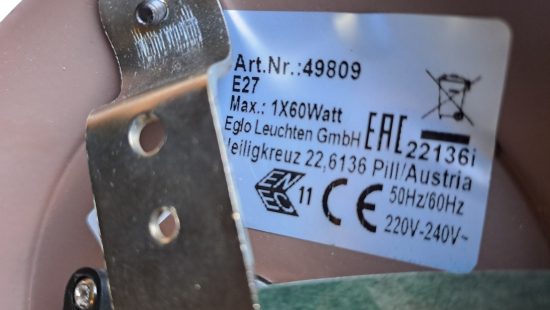 Art.Nr.:49809
E27
Max.: 1X60Watt
Eglo Leuchten GmbH
EAC
22136i
eiligkreuz 22,6136 Pill/Austria
ENEC
11
CE
50Hz/60Hz
220V-240V~